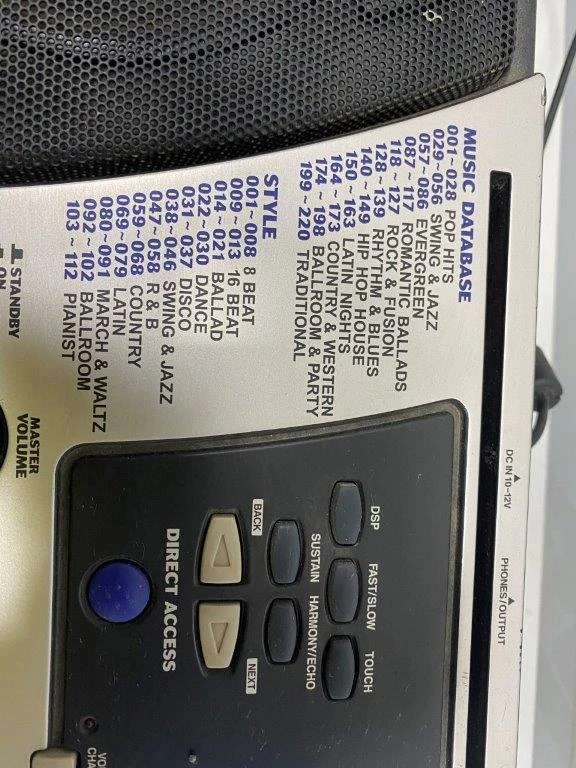 MUSIC DATABASE
001~028 POP HITS
029~056 SWING & JAZZ
057~086 EVERGREEN
087~117 ROMANTIC BALLADS
118~127 ROCK & FUSION
128~139 RHYTHM & BLUES
140~149 HIP HOP HOUSE
150~163 LATIN NIGHTS
164~173 COUNTRY & WESTERN
174~198 BALLROOM & PARTY
199~220 TRADITIONAL
STYLE
001~008 8 BEAT
009~013 16 BEAT
014~021 BALLAD
022~030 DANCE
031~037 DISCO
038~046 SWING & JAZZ
047~058 R & B
059~068 COUNTRY
069~079 LATIN
080~091 MARCH & WALTZ
092~102 BALLROOM
103~112 PIANIST
STANDBY
ON
MASTER
VOLUME
DC IN 10-12V
PHONES/OUTPUT
DSP
FAST/SLOW
TOUCH
SUSTAIN
HARMONY/ECHO
BACK
NEXT
DIRECT ACCESS